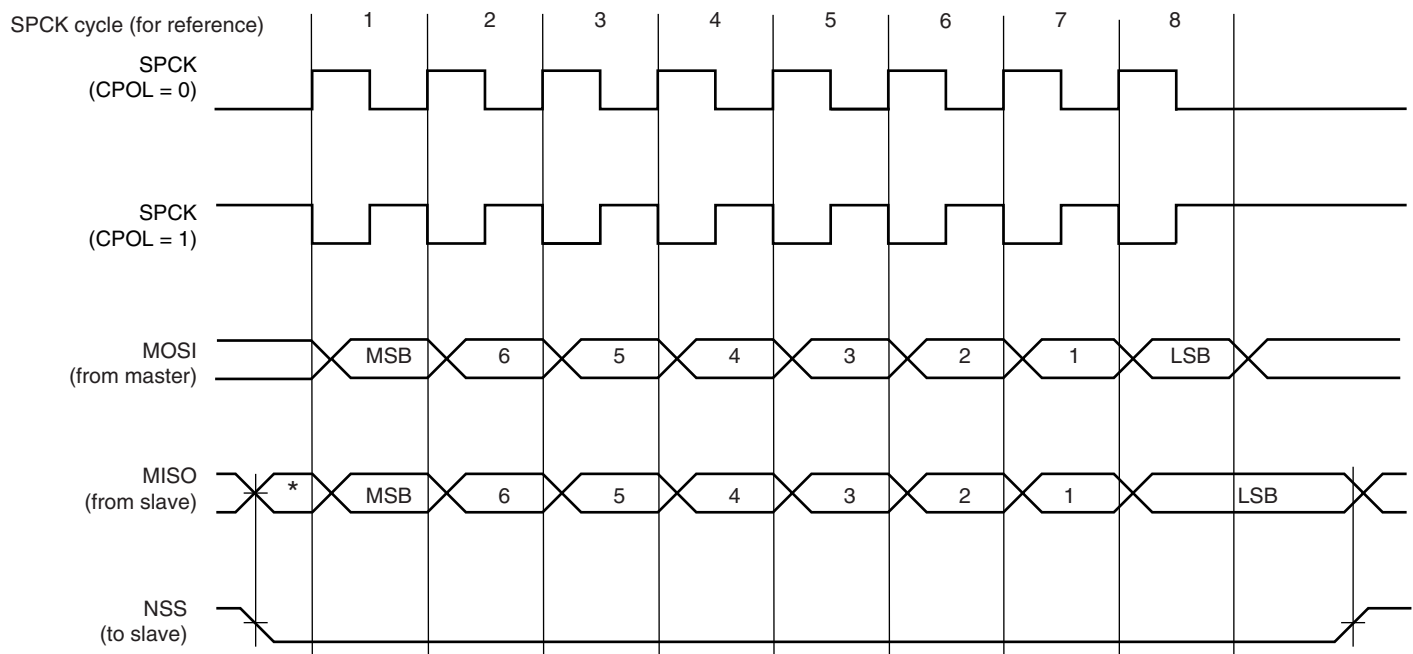 SPCK cycle (for reference)
1 2 3 4 5 6 7 8
SPCK
(CPOL = 0)
SPCK
(CPOL = 1)
MOSI
(from master)
MSB 6 5 4 3 2 1 LSB
MISO
(from slave)
* MSB 6 5 4 3 2 1 LSB
NSS
(to slave)